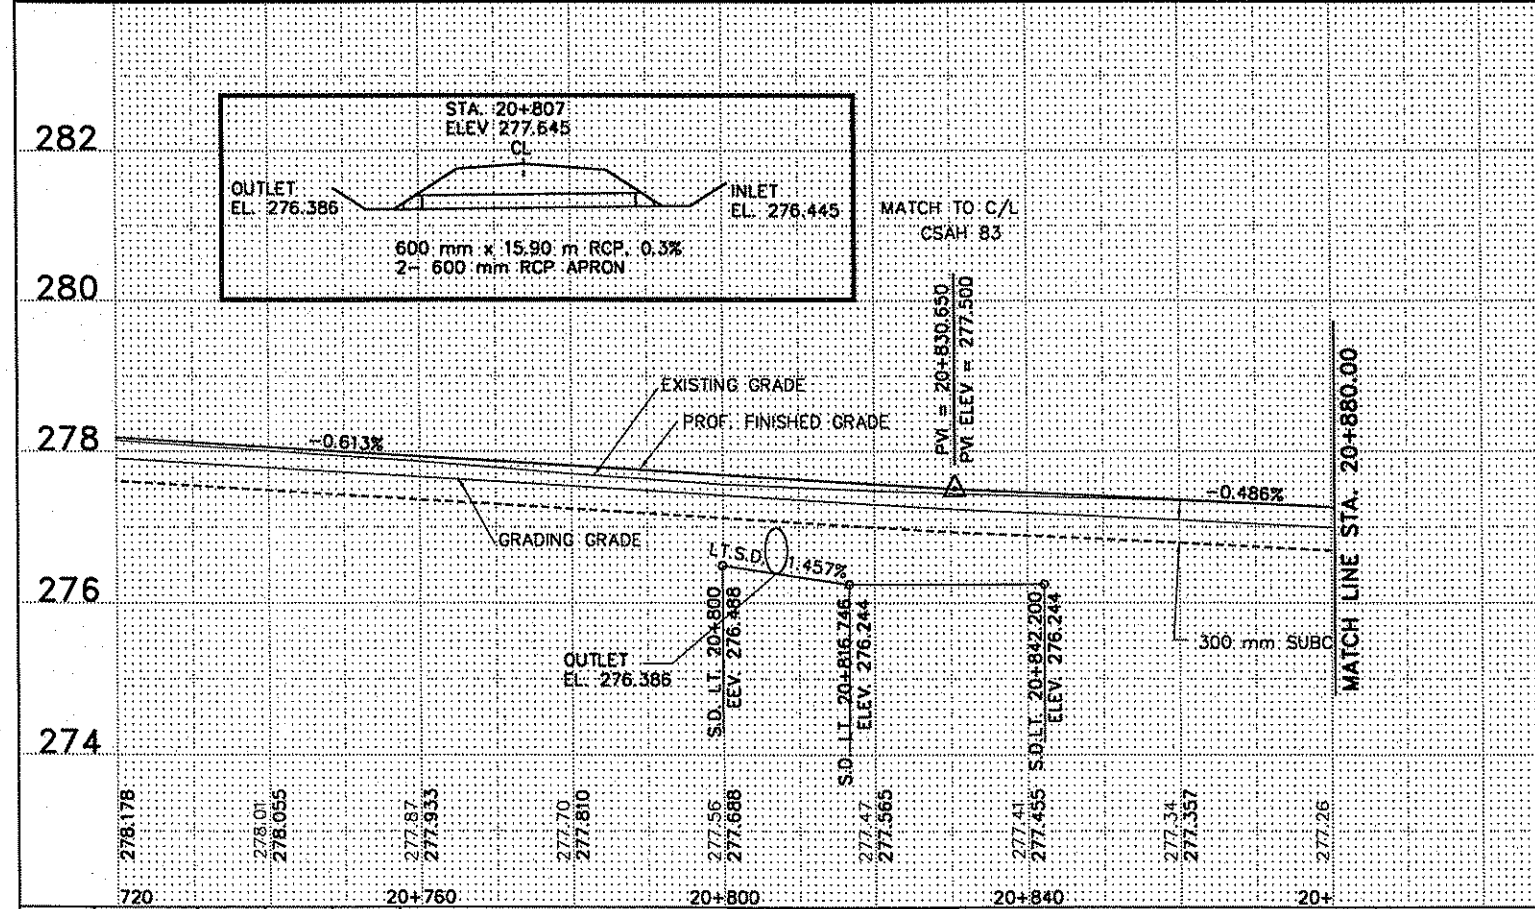 282
280
278
276
274
STA. 20+807
ELEV 277.645
CL
OUTLET
EL. 276.386
INLET
EL. 276.445
600 mm x 15.90 m RCP, 0.3%
2- 600 mm RCP APRON
MATCH TO C/L
CSAH 83
PVI = 20+830.650
PVI ELEV = 277.500
MATCH LINE STA. 20+880.00
EXISTING GRADE
PROF. FINISHED GRADE
-0.613%
-0.486%
GRADING GRADE
LT.S.D.
1.457%
OUTLET
EL. 276.386
S.D. LT. 20+800
EEV. 276.488
S.D. LT. 20+816.746
ELEV. 276.244
S.D.LT. 20+842.200
ELEV. 276.244
300 mm SUBC
278.178
278.01
278.055
277.87
277.933
277.70
277.810
277.56
277.688
277.47
277.565
277.41
277.455
277.34
277.357
277.26
720
20+760
20+800
20+840
20+